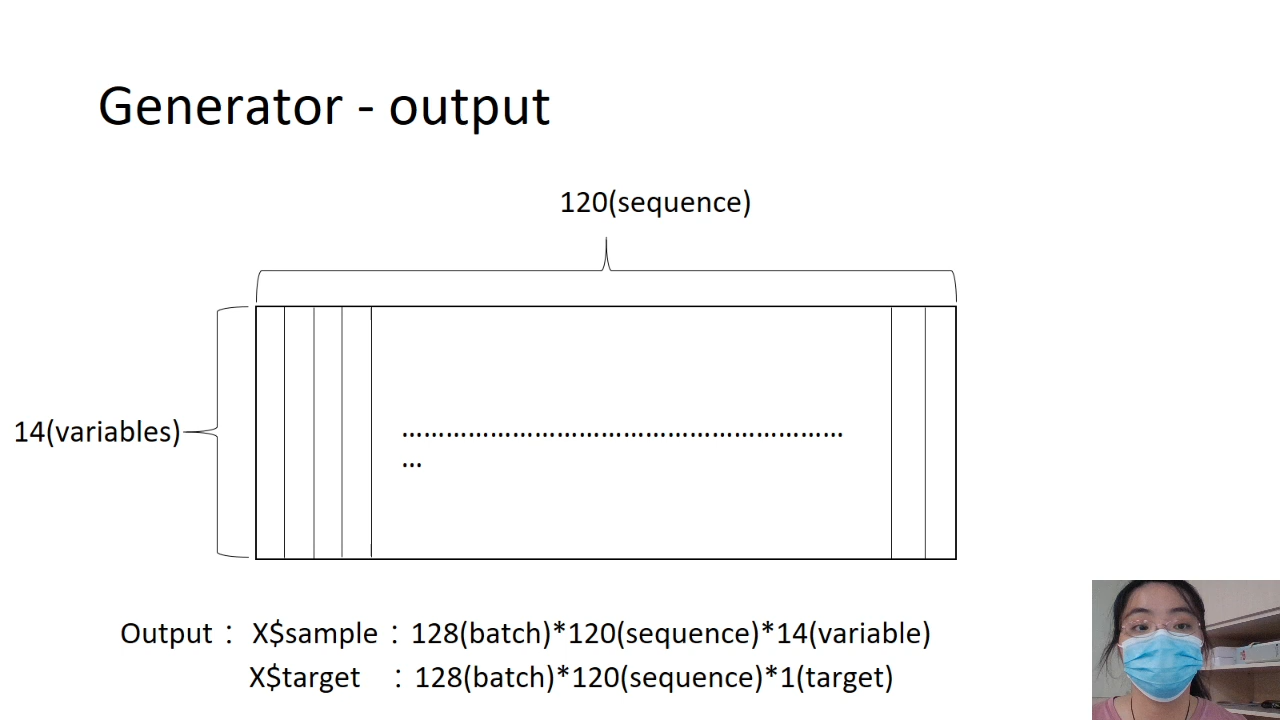 Generator - output
120(sequence)
14(variables)
……………………………………………………
…
Output： X$sample：128(batch)*120(sequence)*14(variable)
X$target ：128(batch)*120(sequence)*1(target)